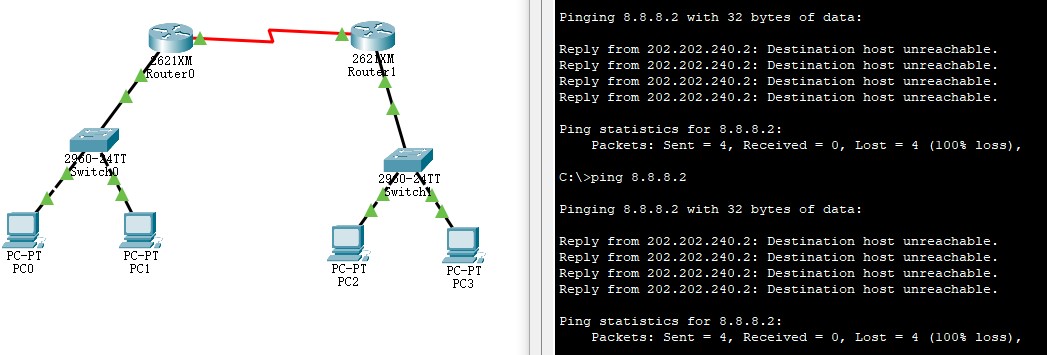 2621XM
Router0
2621XM
Router1
2960-24TT
Switch0
2950-24TT
Switch1
PC-PT
PC0
PC-PT
PC1
PC-PT
PC2
PC-PT
PC3
Pinging 8.8.8.2 with 32 bytes of data:
Reply from 202.202.240.2: Destination host unreachable.
Reply from 202.202.240.2: Destination host unreachable.
Reply from 202.202.240.2: Destination host unreachable.
Reply from 202.202.240.2: Destination host unreachable.
Ping statistics for 8.8.8.2:
Packets: Sent = 4, Received = 0, Lost = 4 (100% loss),
C:\>ping 8.8.8.2
Pinging 8.8.8.2 with 32 bytes of data:
Reply from 202.202.240.2: Destination host unreachable.
Reply from 202.202.240.2: Destination host unreachable.
Reply from 202.202.240.2: Destination host unreachable.
Reply from 202.202.240.2: Destination host unreachable.
Ping statistics for 8.8.8.2:
Packets: Sent = 4, Received = 0, Lost = 4 (100% loss),